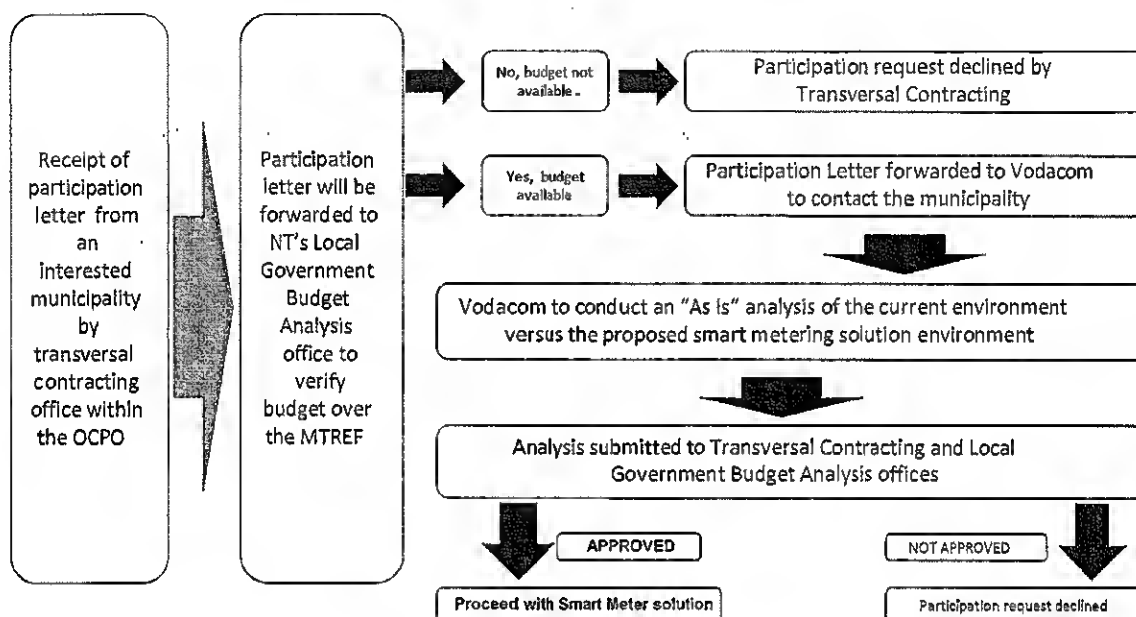 Receipt of
participation
letter from
an
interested
municipality
by
transversal
contracting
office within
the OCPO
Participation
letter will be
forwarded to
NT's Local
Government
Budget
Analysis
office to
verify
budget over
the MTREF
No, budget not
available
Participation request declined by
Transversal Contracting
Yes, budget
available
Participation Letter forwarded to Vodacom
to contact the municipality
Vodacom to conduct an "As is" analysis of the current environment
versus the proposed smart metering solution environment
Analysis submitted to Transversal Contracting and Local
Government Budget Analysis offices
APPROVED
NOT APPROVED
Proceed with Smart Meter solution
Participation request declined